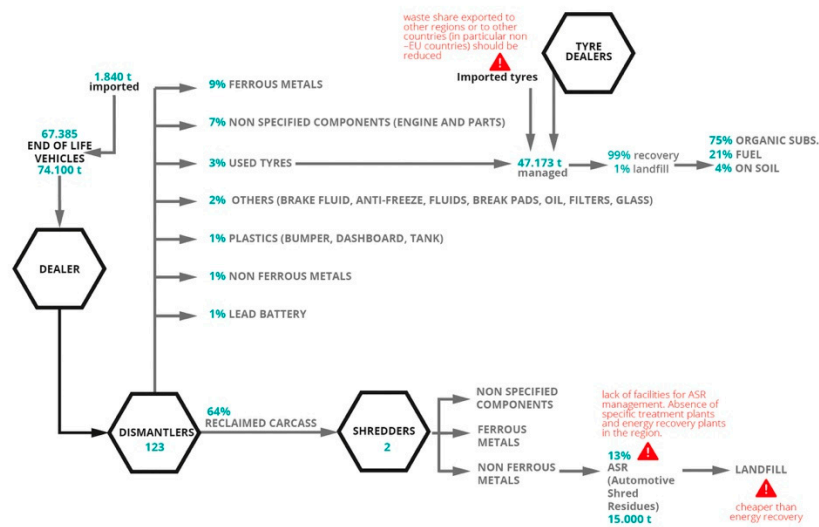 waste share exported to
other regions or to other
countries (in particular non
–EU countries) should be
reduced
TYRE
DEALERS
Imported tyres
1.840 t
imported
67.385
END OF LIFE
VEHICLES
74.100 t
DEALER
9% FERROUS METALS
7% NON SPECIFIED COMPONENTS (ENGINE AND PARTS)
3% USED TYRES
47.173 t
managed
99% recovery
1% landfill
75% ORGANIC SUBS.
21% FUEL
4% ON SOIL
2% OTHERS (BRAKE FLUID, ANTI-FREEZE, FLUIDS, BREAK PADS, OIL, FILTERS, GLASS)
1% PLASTICS (BUMPER, DASHBOARD, TANK)
1% NON FERROUS METALS
1% LEAD BATTERY
DISMANTLERS
123
64%
RECLAIMED CARCASS
SHREDDERS
2
NON SPECIFIED
COMPONENTS
FERROUS
METALS
NON FERROUS
METALS
lack of facilities for ASR
management. Absence of
specific treatment plants
and energy recovery plants
in the region.
13%
ASR
(Automotive
Shred
Residues)
15.000 t
LANDFILL
cheaper than
energy recovery